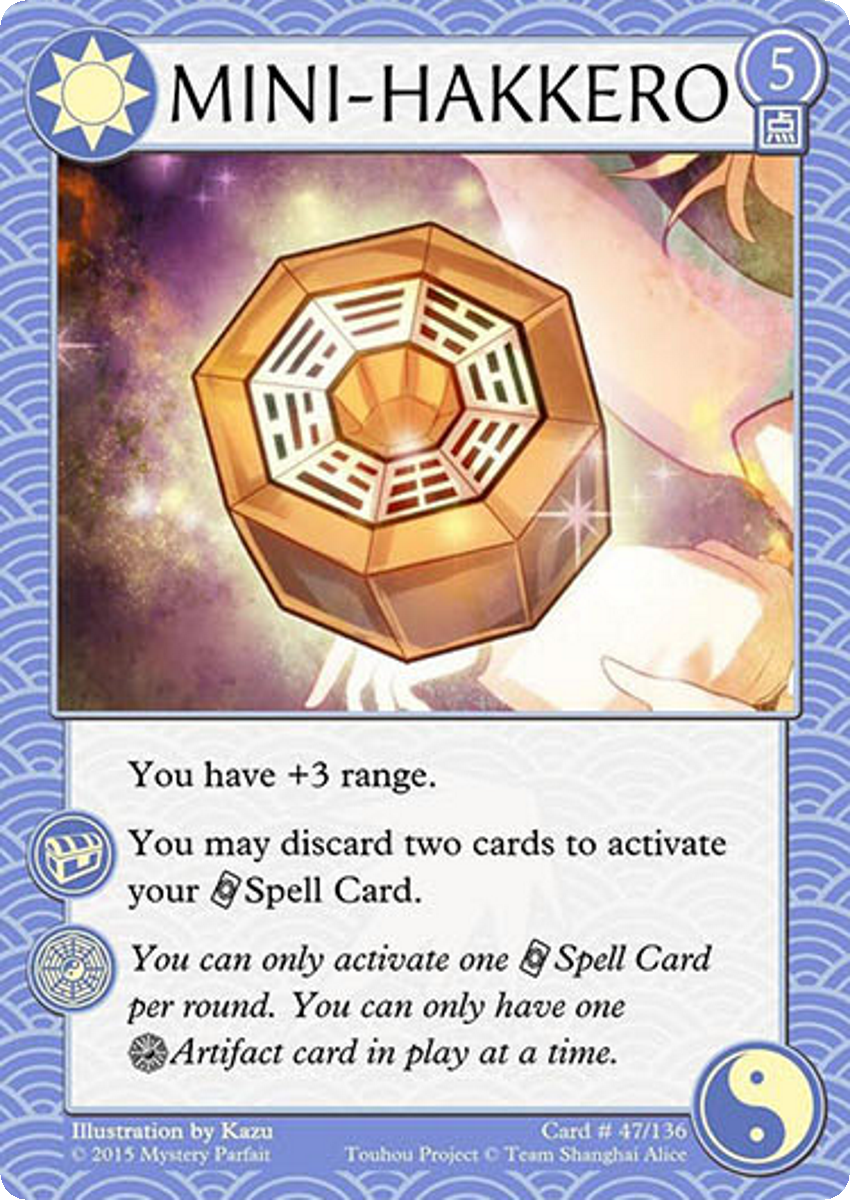 MINI-HAKKERO
5
点
You have +3 range.
You may discard two cards to activate
your Spell Card.
You can only activate one Spell Card
per round. You can only have one
Artifact card in play at a time.
Illustration by Kazu
Card # 47/136
© 2015 Mystery Parfait
Touhou Project © Team Shanghai Alice